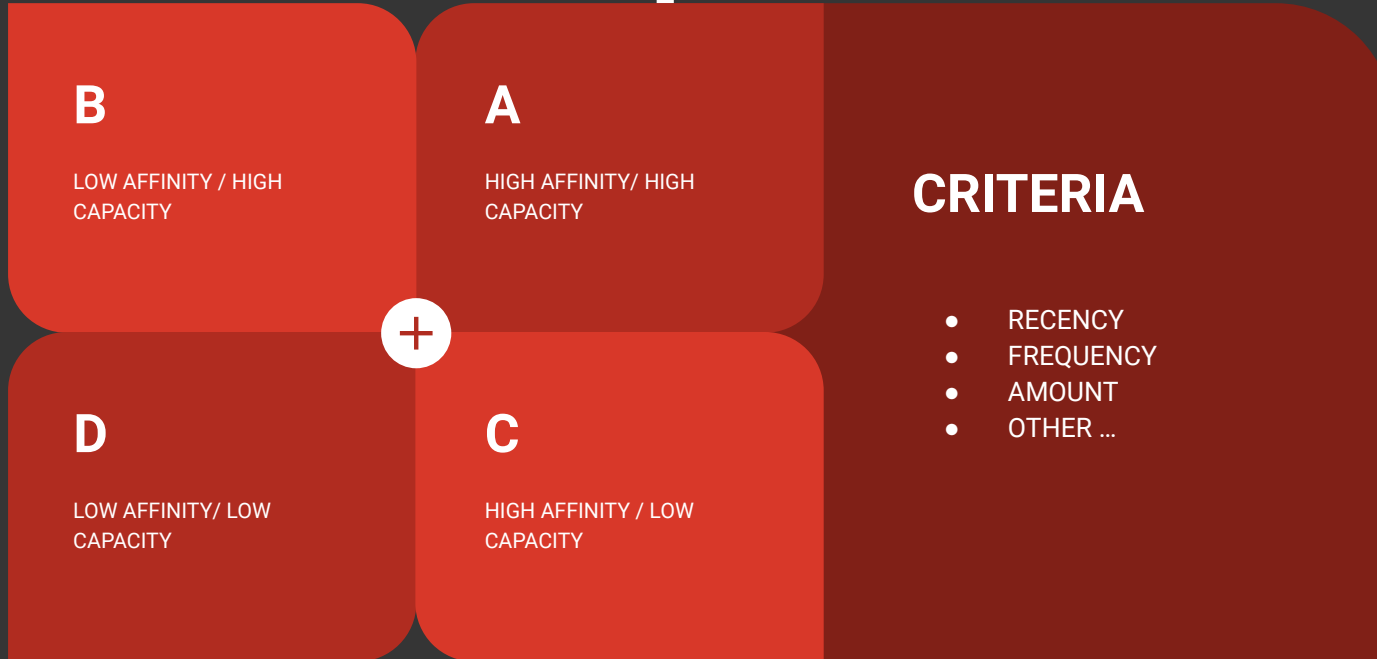 B
LOW AFFINITY / HIGH
CAPACITY
A
HIGH AFFINITY/ HIGH
CAPACITY
D
LOW AFFINITY/ LOW
CAPACITY
C
HIGH AFFINITY / LOW
CAPACITY
CRITERIA
● RECENCY
● FREQUENCY
● AMOUNT
● OTHER ...